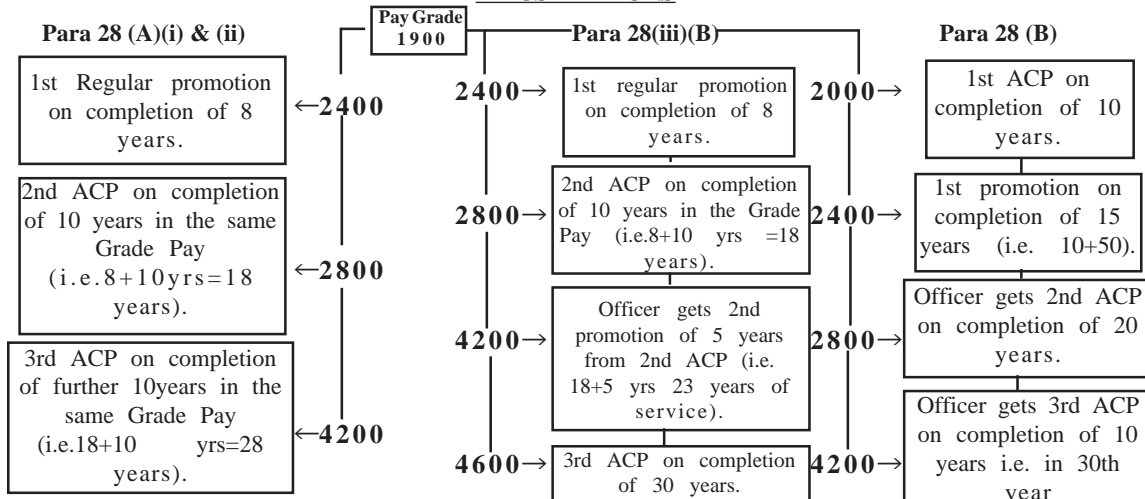 Pay Grade
1900
Para 28 (A)(i) & (ii)
1st Regular promotion
on completion of 8
years.
←2400
2nd ACP on completion
of 10 years in the same
Grade Pay
(i.e.8+10yrs=18
years).
←2800
3rd ACP on completion
of further 10years in the
same Grade Pay
(i.e.18+10 yrs=28
years).
←4200
Para 28(iii)(B)
2400→
1st regular promotion
on completion of 8
years.
2800→
2nd ACP on completion
of 10 years in the Grade
Pay (i.e.8+10 yrs =18
years).
4200→
Officer gets 2nd
promotion of 5 years
from 2nd ACP (i.e.
18+5 yrs 23 years of
service).
4600→
3rd ACP on completion
of 30 years.
Para 28 (B)
2000→
1st ACP on
completion of 10
years.
2400→
1st promotion on
completion of 15
years (i.e. 10+50).
2800→
Officer gets 2nd ACP
on completion of 20
years.
4200→
Officer gets 3rd ACP
on completion of 10
years i.e. in 30th
year